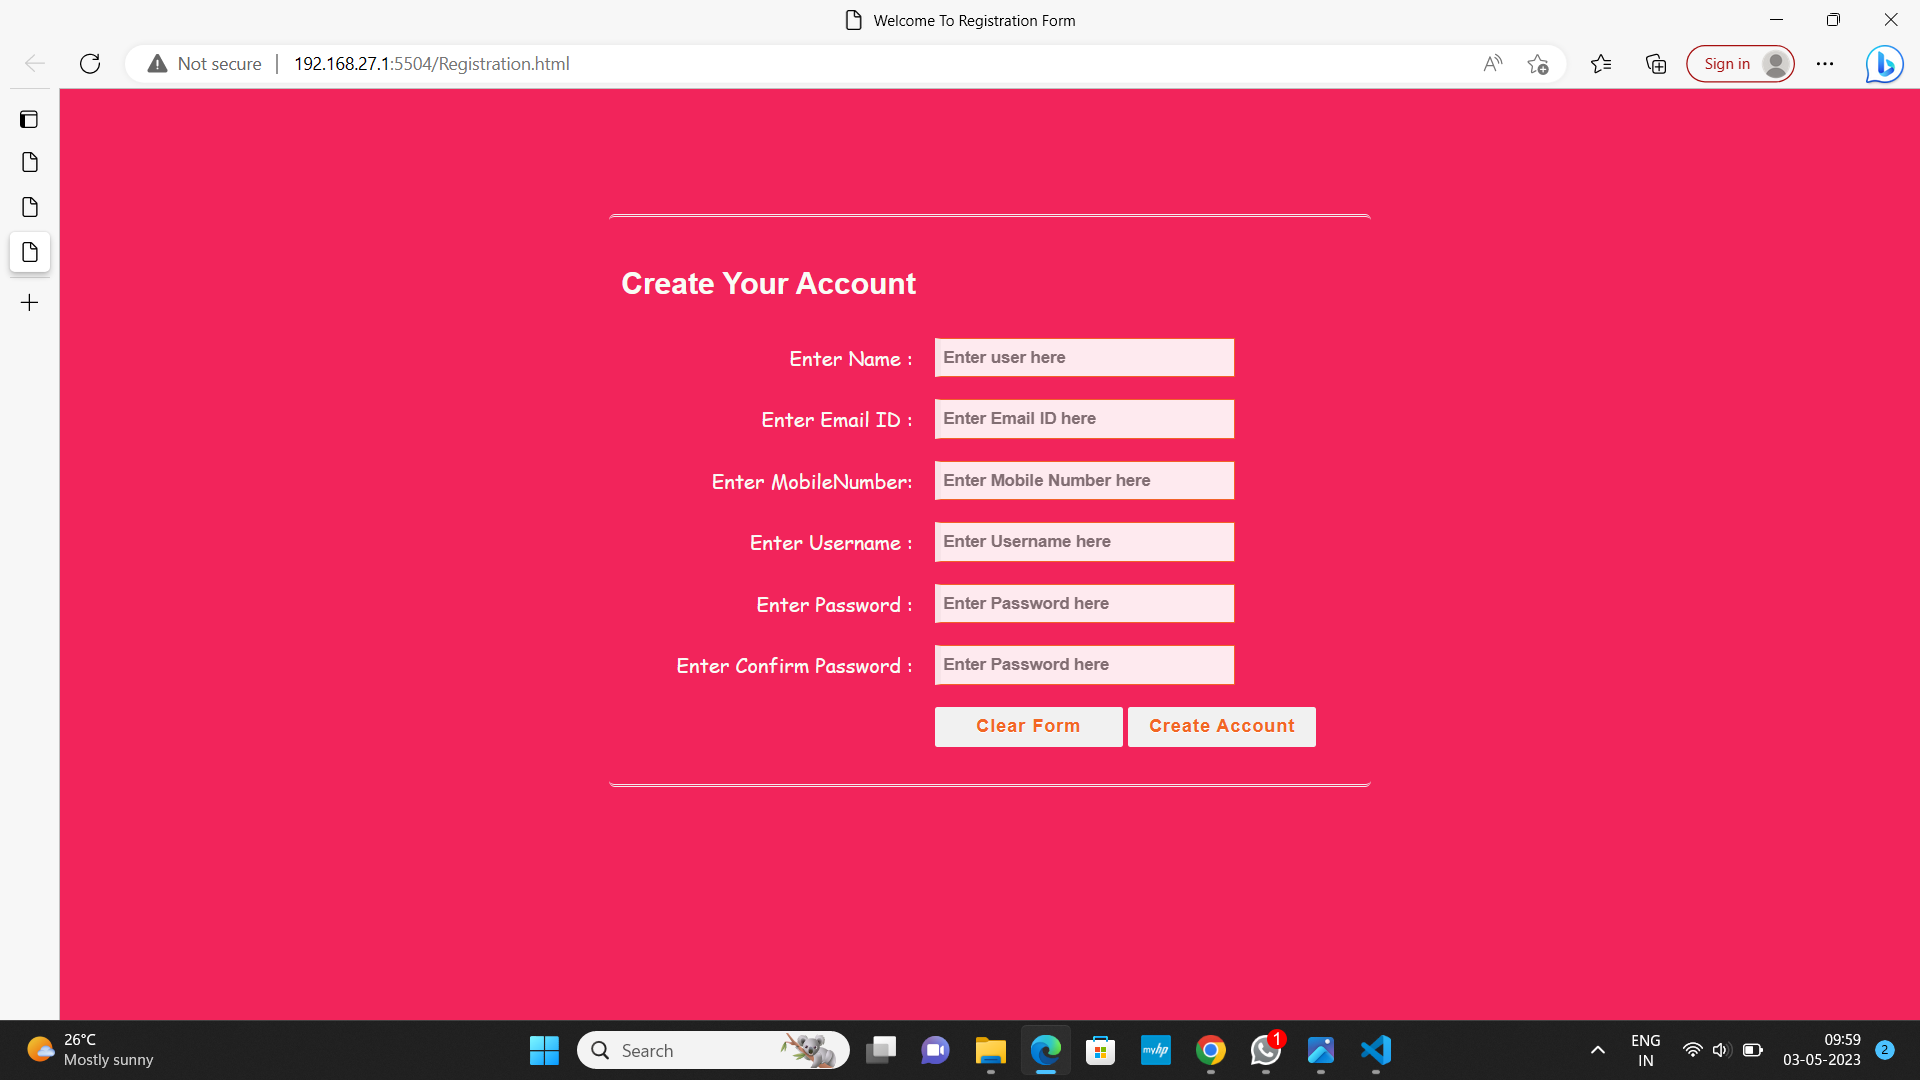 Welcome To Registration Form
Not secure | 192.168.27.1:5504/Registration.html
Sign in
Create Your Account
Enter Name : Enter user here
Enter Email ID : Enter Email ID here
Enter MobileNumber: Enter Mobile Number here
Enter Username : Enter Username here
Enter Password : Enter Password here
Enter Confirm Password : Enter Password here
Clear Form Create Account
26°C
Mostly sunny
Search
myhp
1
ENG
IN
09:59
03-05-2023
2